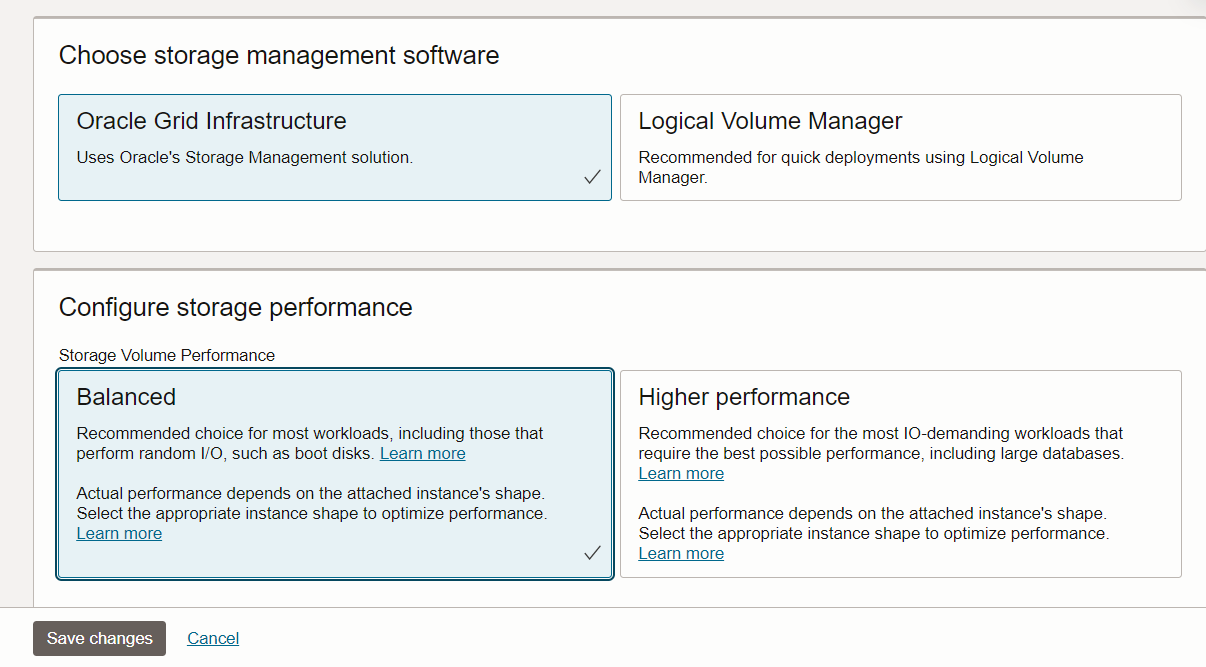 Choose storage management software
Oracle Grid Infrastructure
Uses Oracle's Storage Management solution.
Logical Volume Manager
Recommended for quick deployments using Logical Volume
Manager.
Configure storage performance
Storage Volume Performance
Balanced
Recommended choice for most workloads, including those that
perform random I/O, such as boot disks. Learn more
Actual performance depends on the attached instance's shape.
Select the appropriate instance shape to optimize performance.
Learn more
Higher performance
Recommended choice for the most IO-demanding workloads that
require the best possible performance, including large databases.
Learn more
Actual performance depends on the attached instance's shape.
Select the appropriate instance shape to optimize performance.
Learn more
Save changes
Cancel